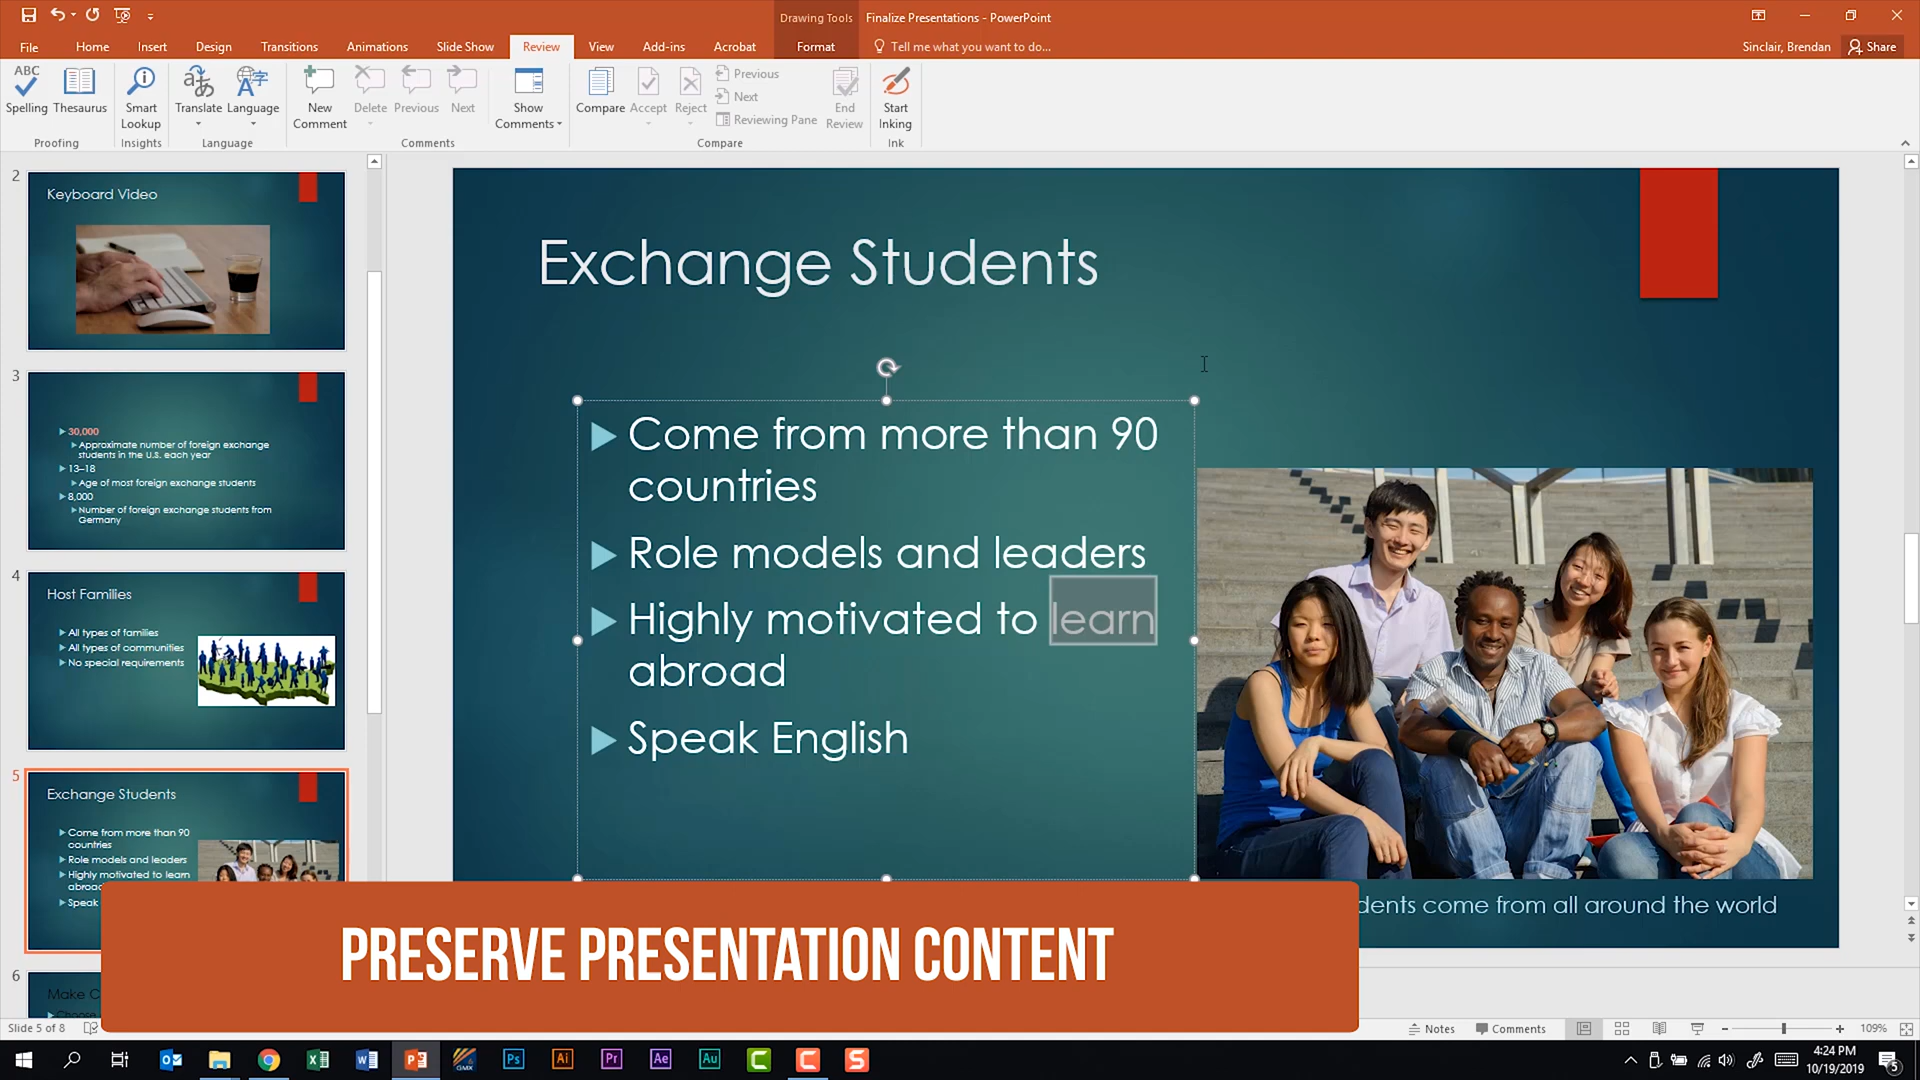 Drawing Tools
Finalize Presentations - PowerPoint
File
Home
Insert
Design
Transitions
Animations
Slide Show
Review
View
Add-ins
Acrobat
Format
Tell me what you want to do...
Sinclair, Brendan
Share
ABC
Spelling
Thesaurus
Smart
Lookup
Translate
Language
New
Comment
Delete
Previous
Next
Show
Comments
Compare
Accept
Reject
Previous
Next
Reviewing Pane
End
Review
Start
Inking
Proofing
Insights
Language
Comments
Compare
Ink
2
Keyboard Video
3
30,000
Approximate number of foreign exchange
students in the U.S. each year
13–18
Age of most foreign exchange students
8,000
Number of foreign exchange students from
Germany
4
Host Families
All types of families
All types of communities
No special requirements
5
Exchange Students
Come from more than 90
countries
Role models and leaders
Highly motivated to learn
abroad
Speak
6
Make C
Exchange Students
Come from more than 90
countries
Role models and leaders
Highly motivated to learn
abroad
Speak English
dents come from all around the world
PRESERVE PRESENTATION CONTENT
Slide 5 of 8
Notes
Comments
109%
4:24 PM
10/19/2019
5